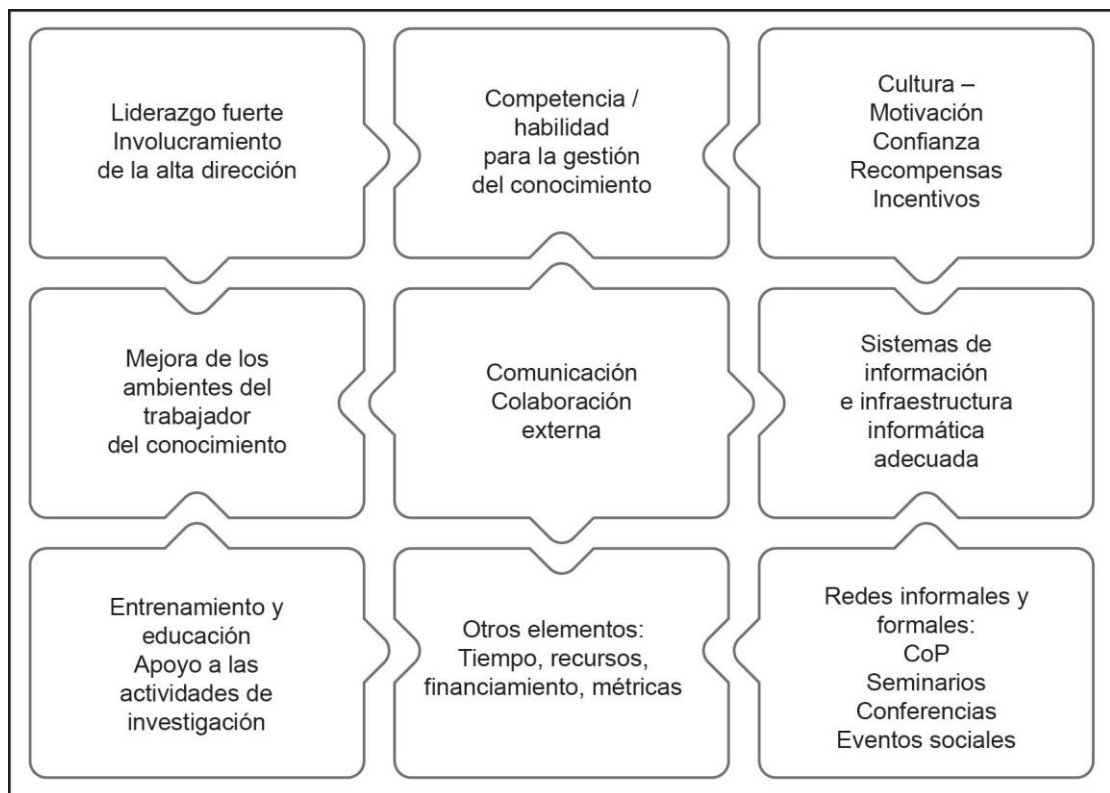 Liderazgo fuerte
Involucramiento
de la alta dirección
Competencia /
habilidad
para la gestión
del conocimiento
Cultura –
Motivación
Confianza
Recompensas
Incentivos
Mejora de los
ambientes del
trabajador
del conocimiento
Comunicación
Colaboración
externa
Sistemas de
información
e infraestructura
informática
adecuada
Entrenamiento y
educación
Apoyo a las
actividades de
investigación
Otros elementos:
Tiempo, recursos,
financiamiento, métricas
Redes informales y
formales:
CoP
Seminarios
Conferencias
Eventos sociales